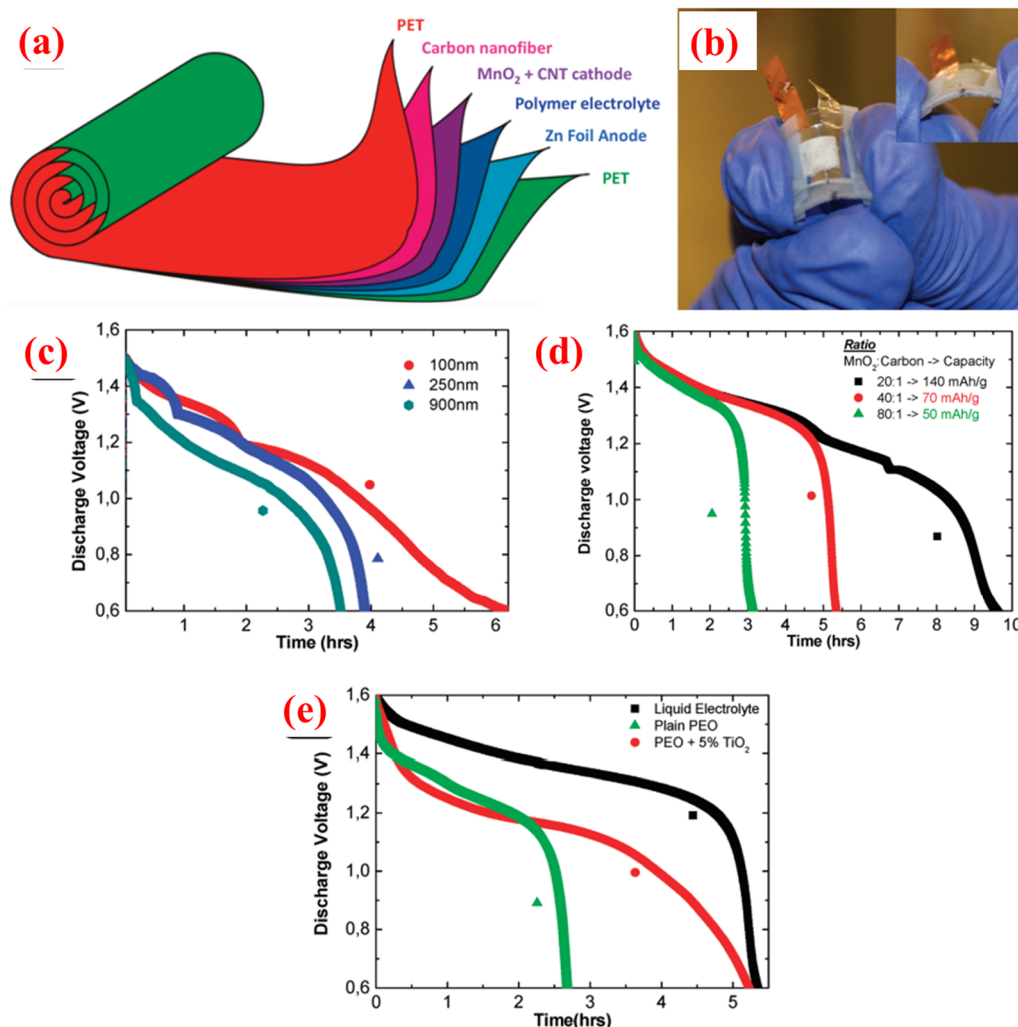 (a)
PET
Carbon nanofiber
MnO₂ + CNT cathode
Polymer electrolyte
Zn Foil Anode
PET
(b)
(c)
1,6
1,4
1,2
1,0
0,8
0,6
Discharge Voltage (V)
100nm
250nm
900nm
1 2 3 4 5 6
Time (hrs)
(d)
1,6
1,4
1,2
1,0
0,8
0,6
Discharge voltage (V)
Ratio
MnO₂:Carbon -> Capacity
20:1 -> 140 mAh/g
40:1 -> 70 mAh/g
80:1 -> 50 mAh/g
0 1 2 3 4 5 6 7 8 9 10
Time (hrs)
(e)
1,6
1,4
1,2
1,0
0,8
0,6
Discharge Voltage (V)
Liquid Electrolyte
Plain PEO
PEO + 5% TiO₂
0 1 2 3 4 5
Time(hrs)